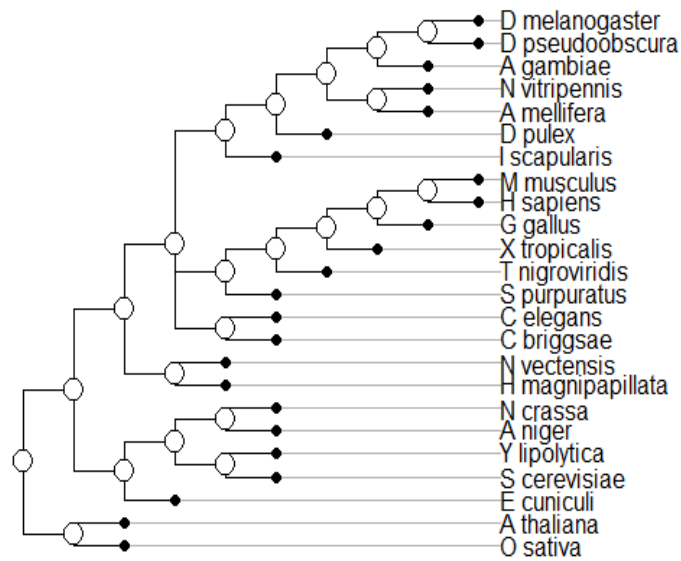 D melanogaster
D pseudoobscura
A gambiae
N vitripennis
A mellifera
D pulex
I scapularis
M musculus
H sapiens
G gallus
X tropicalis
T nigroviridis
S purpuratus
C elegans
C briggsae
N vectensis
H magnipapillata
N crassa
A niger
Y lipolytica
S cerevisiae
E cuniculi
A thaliana
O sativa